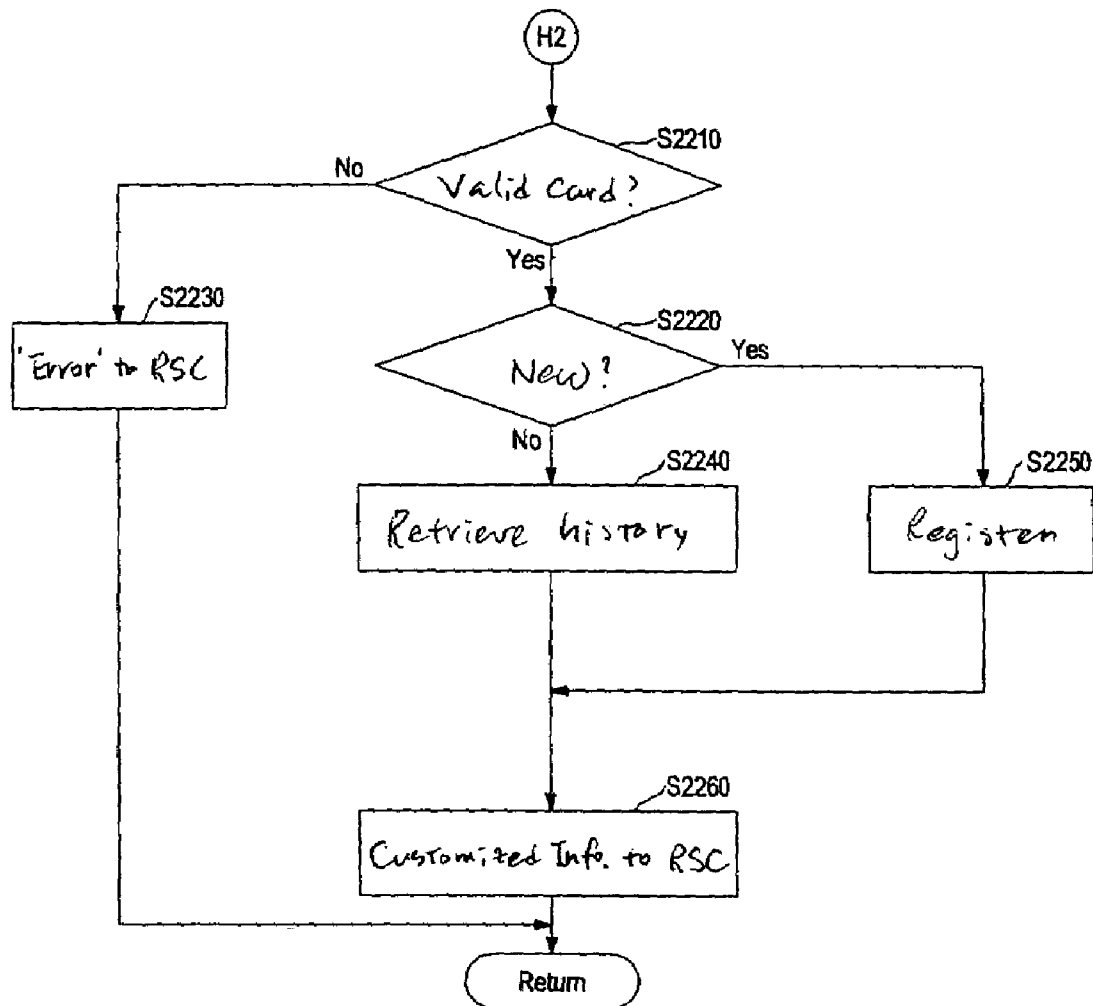 H2
S2210
No
Valid Card?
Yes
S2230
S2220
'Error' to RSC
Yes
New?
No
S2240
S2250
Retrieve history
Register
S2260
Customized Info. to RSC
Return